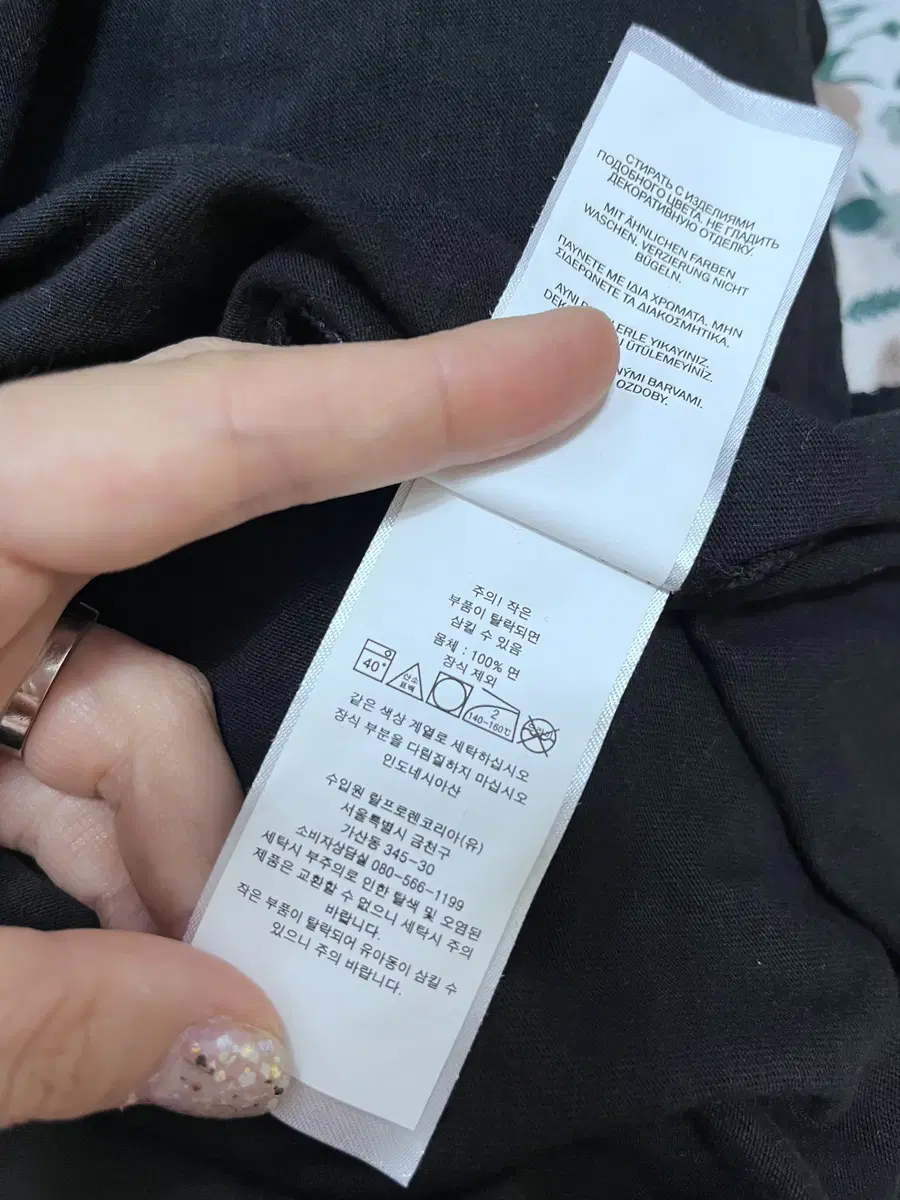 СТИРАТЬ С ИЗДЕЛИЯМИ
ПОДОБНОГО ЦВЕТА. НЕ ГЛАДИТЬ
ДЕКОРАТИВНУЮ ОТДЕЛКУ.
MIT ÄHNLICHEN FARBEN
WASCHEN. VERZIERUNG NICHT
BÜGELN.
ΠΛΥΝΕΤΕ ΜΕ ΙΔΙΑ ΧΡΩΜΑΤΑ. ΜΗΝ
ΣΙΔΕΡΩΝΕΤΕ ΤΑ ΔΙΑΚΟΣΜΗΤΙΚΑ.
AYNI
YIKAYINIZ.
ÜTÜLEMEYİNİZ.
BARVAMI.
OZDOBY.
주의! 작은
부품이 탈락되면
삼킬 수 있음
몸체 : 100% 면
장식 제외
40° 산소 표백 2 140~160℃
같은 색상 계열로 세탁하십시오
장식 부분을 다림질하지 마십시오
인도네시아산
수입원 랄프로렌코리아(유)
서울특별시 금천구
가산동 345-30
소비자상담실 080-566-1199
세탁시 부주의로 인한 탈색 및 오염된
제품은 교환할 수 없으니 세탁시 주의
바랍니다.
작은 부품이 탈락되어 유아동이 삼킬 수
있으니 주의 바랍니다.